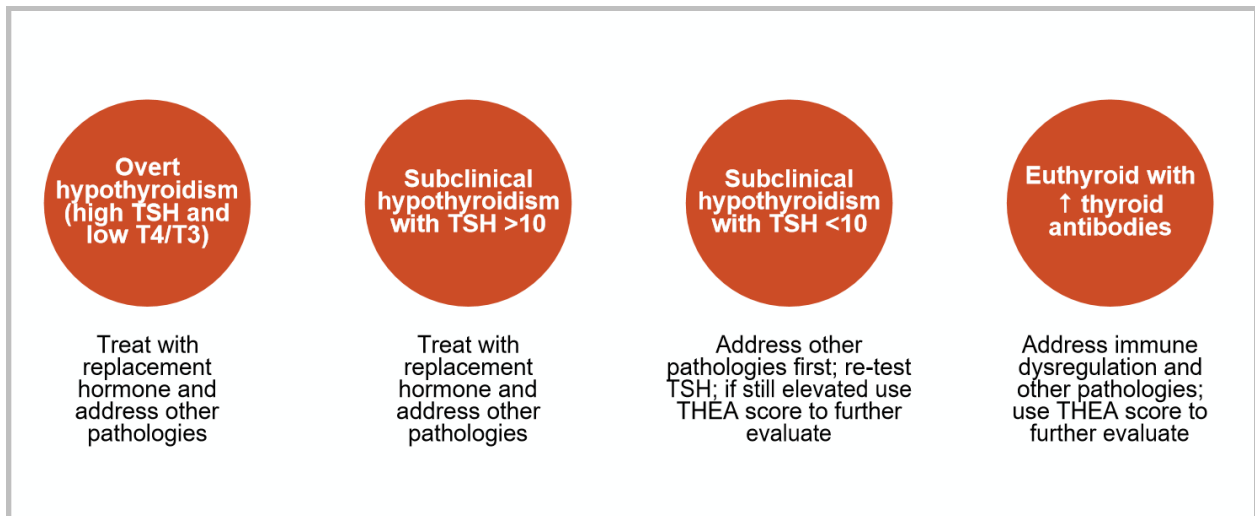 Overt
hypothyroidism
(high TSH and
low T4/T3)
Subclinical
hypothyroidism
with TSH >10
Subclinical
hypothyroidism
with TSH <10
Euthyroid with
↑ thyroid
antibodies
Treat with
replacement
hormone and
address other
pathologies
Treat with
replacement
hormone and
address other
pathologies
Address other
pathologies first; re-test
TSH; if still elevated use
THEA score to further
evaluate
Address immune
dysregulation and
other pathologies;
use THEA score to
further evaluate